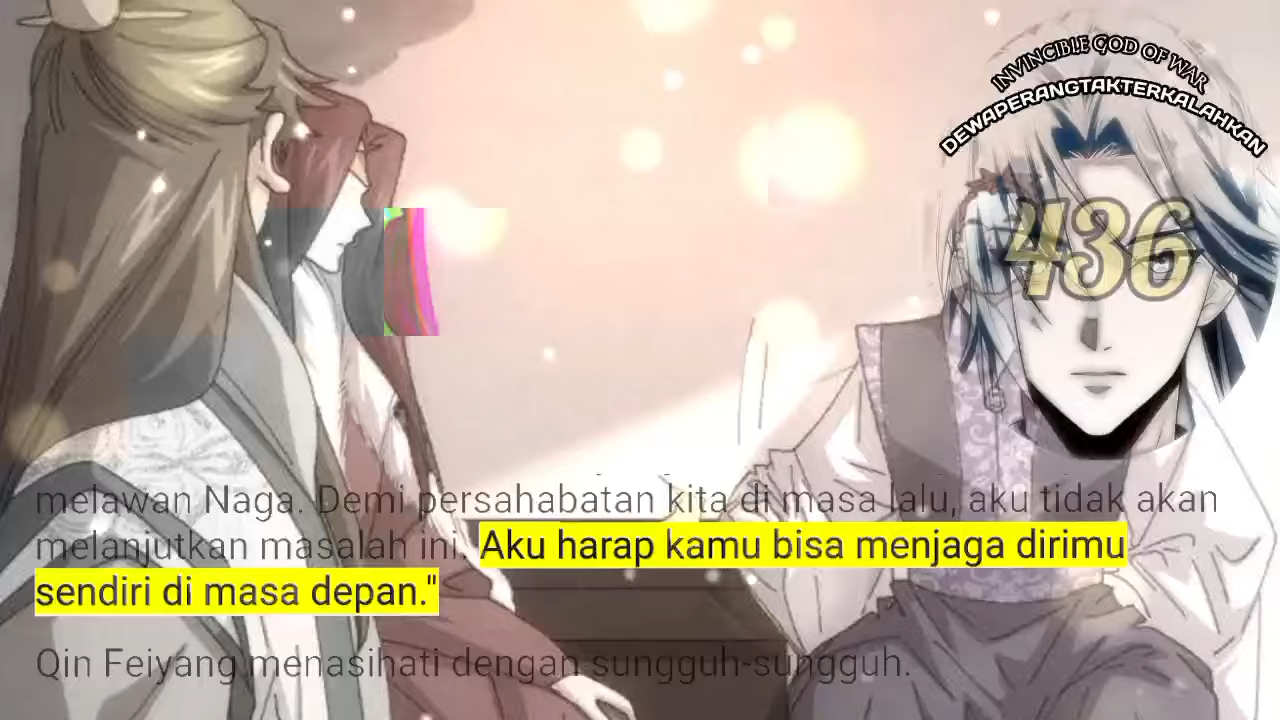 INVINCIBLE GOD OF WAR
DEWAPERANGTAKTERKALAHKAN
436
melawan Naga. Demi persahabatan kita di masa lalu, aku tidak akan
melanjutkan masalah ini. Aku harap kamu bisa menjaga dirimu
sendiri di masa depan."
Qin Feiyang menasihati dengan sungguh-sungguh.